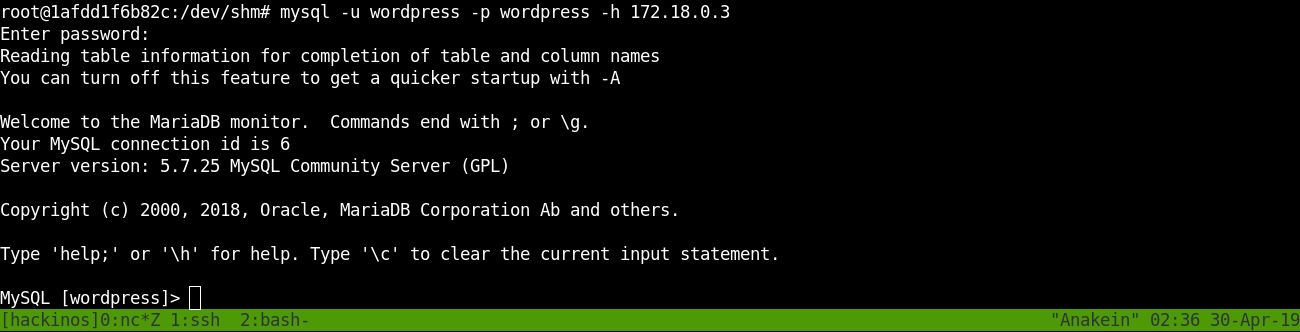 root@1afdd1f6b82c:/dev/shm# mysql -u wordpress -p wordpress -h 172.18.0.3
Enter password:
Reading table information for completion of table and column names
You can turn off this feature to get a quicker startup with -A
Welcome to the MariaDB monitor.  Commands end with ; or \g.
Your MySQL connection id is 6
Server version: 5.7.25 MySQL Community Server (GPL)
Copyright (c) 2000, 2018, Oracle, MariaDB Corporation Ab and others.
Type 'help;' or '\h' for help. Type '\c' to clear the current input statement.
MySQL [wordpress]>
[hackinos]0:nc*Z 1:ssh  2:bash- "Anakein" 02:36 30-Apr-19